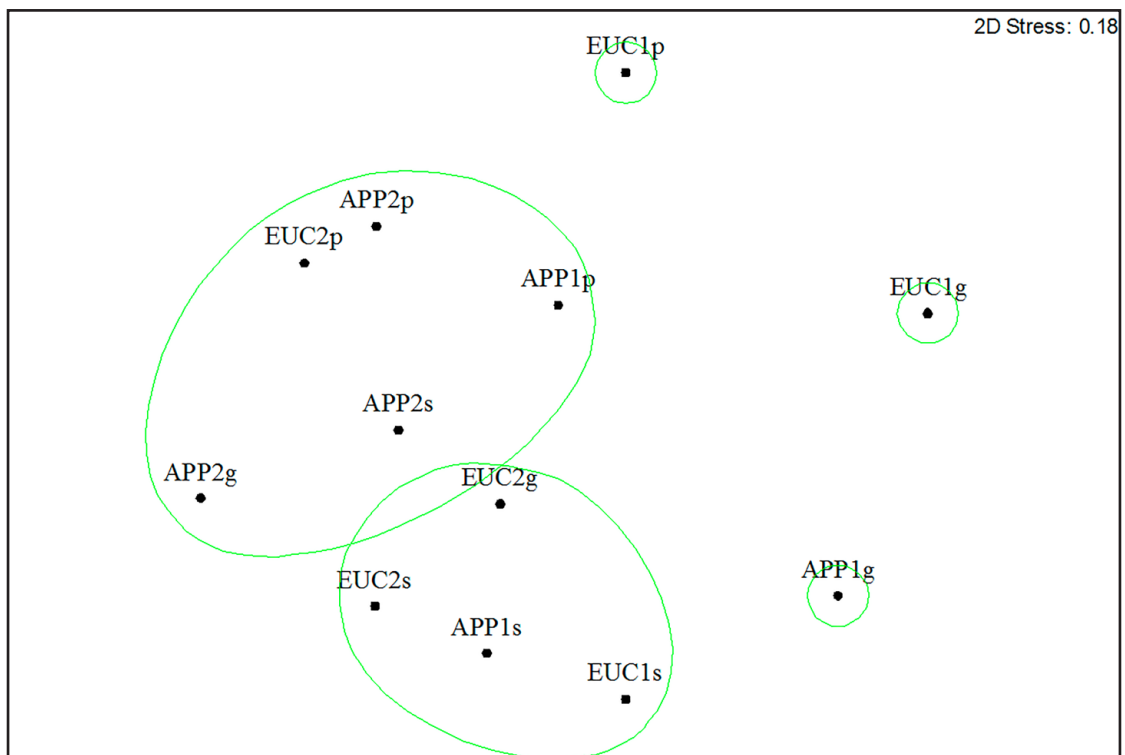 2D Stress: 0.18
EUC1p
APP2p
EUC2p
APP1p
EUC1g
APP2s
APP2g
EUC2g
APP1g
EUC2s
APP1s
EUC1s